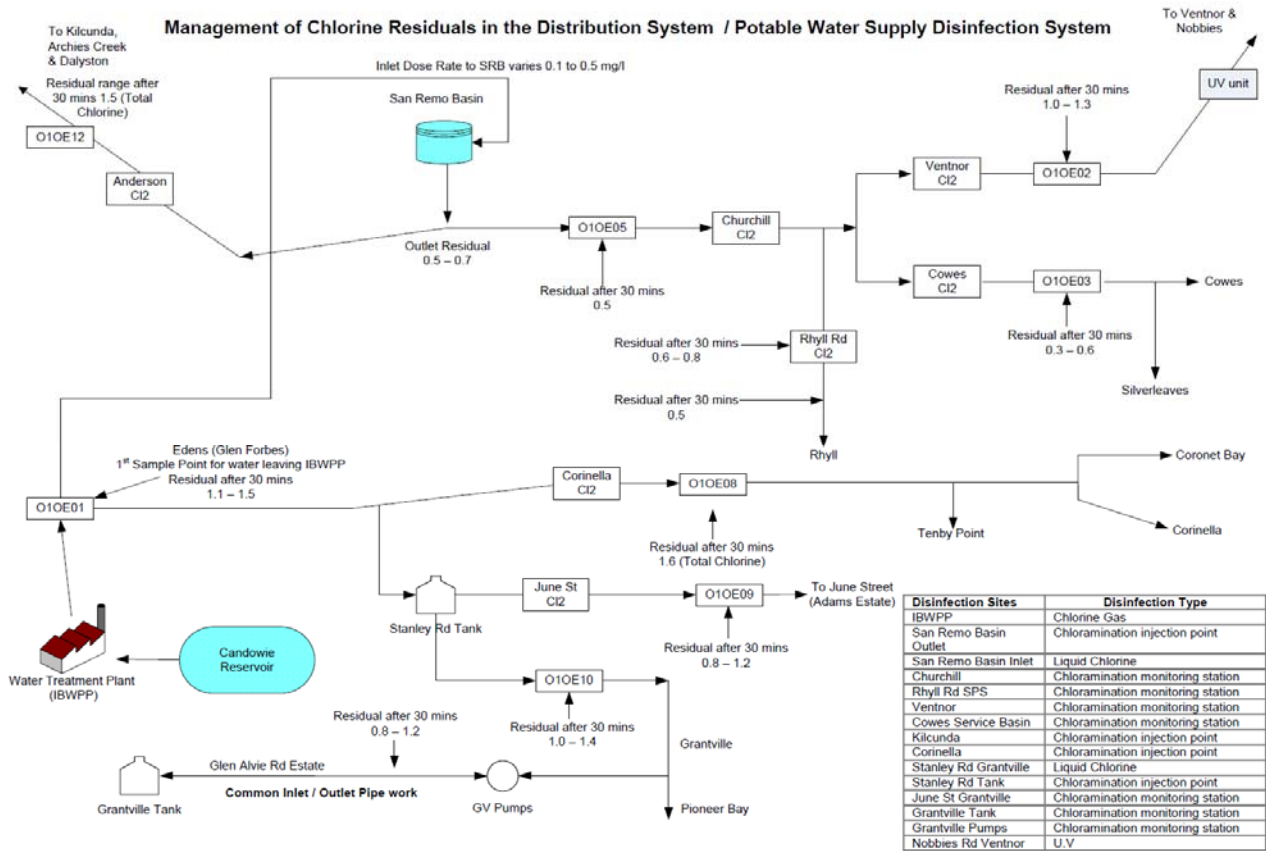 Management of Chlorine Residuals in the Distribution System / Potable Water Supply Disinfection System
To Kilcunda,
Archies Creek
& Dalyston
Residual range after
30 mins 1.5 (Total
Chlorine)
O1OE12
Anderson
Cl2
Inlet Dose Rate to SRB varies 0.1 to 0.5 mg/l
San Remo Basin
Outlet Residual
0.5 – 0.7
O1OE05
Residual after 30 mins
0.5
Churchill
Cl2
To Ventnor &
Nobbies
UV unit
Residual after 30 mins
1.0 – 1.3
Ventnor
Cl2
O1OE02
Cowes
Cl2
O1OE03
Cowes
Residual after 30 mins
0.3 – 0.6
Silverleaves
Residual after 30 mins
0.6 – 0.8
Rhyll Rd
Cl2
Residual after 30 mins
0.5
Rhyll
Edens (Glen Forbes)
1st Sample Point for water leaving IBWPP
Residual after 30 mins
1.1 – 1.5
O1OE01
Corinella
Cl2
O1OE08
Residual after 30 mins
1.6 (Total Chlorine)
Coronet Bay
Tenby Point
Corinella
Stanley Rd Tank
June St
Cl2
O1OE09
To June Street
(Adams Estate)
Residual after 30 mins
0.8 – 1.2
Water Treatment Plant
(IBWPP)
Candowie
Reservoir
O1OE10
Residual after 30 mins
1.0 – 1.4
Grantville
Pioneer Bay
Residual after 30 mins
0.8 – 1.2
Glen Alvie Rd Estate
Common Inlet / Outlet Pipe work
Grantville Tank
GV Pumps
Disinfection Sites Disinfection Type
IBWPP Chlorine Gas
San Remo Basin Chloramination injection point
Outlet
San Remo Basin Inlet Liquid Chlorine
Churchill Chloramination monitoring station
Rhyll Rd SPS Chloramination monitoring station
Ventnor Chloramination monitoring station
Cowes Service Basin Chloramination monitoring station
Kilcunda Chloramination injection point
Corinella Chloramination injection point
Stanley Rd Grantville Liquid Chlorine
Stanley Rd Tank Chloramination injection point
June St Grantville Chloramination monitoring station
Grantville Tank Chloramination monitoring station
Grantville Pumps Chloramination monitoring station
Nobbies Rd Ventnor U.V